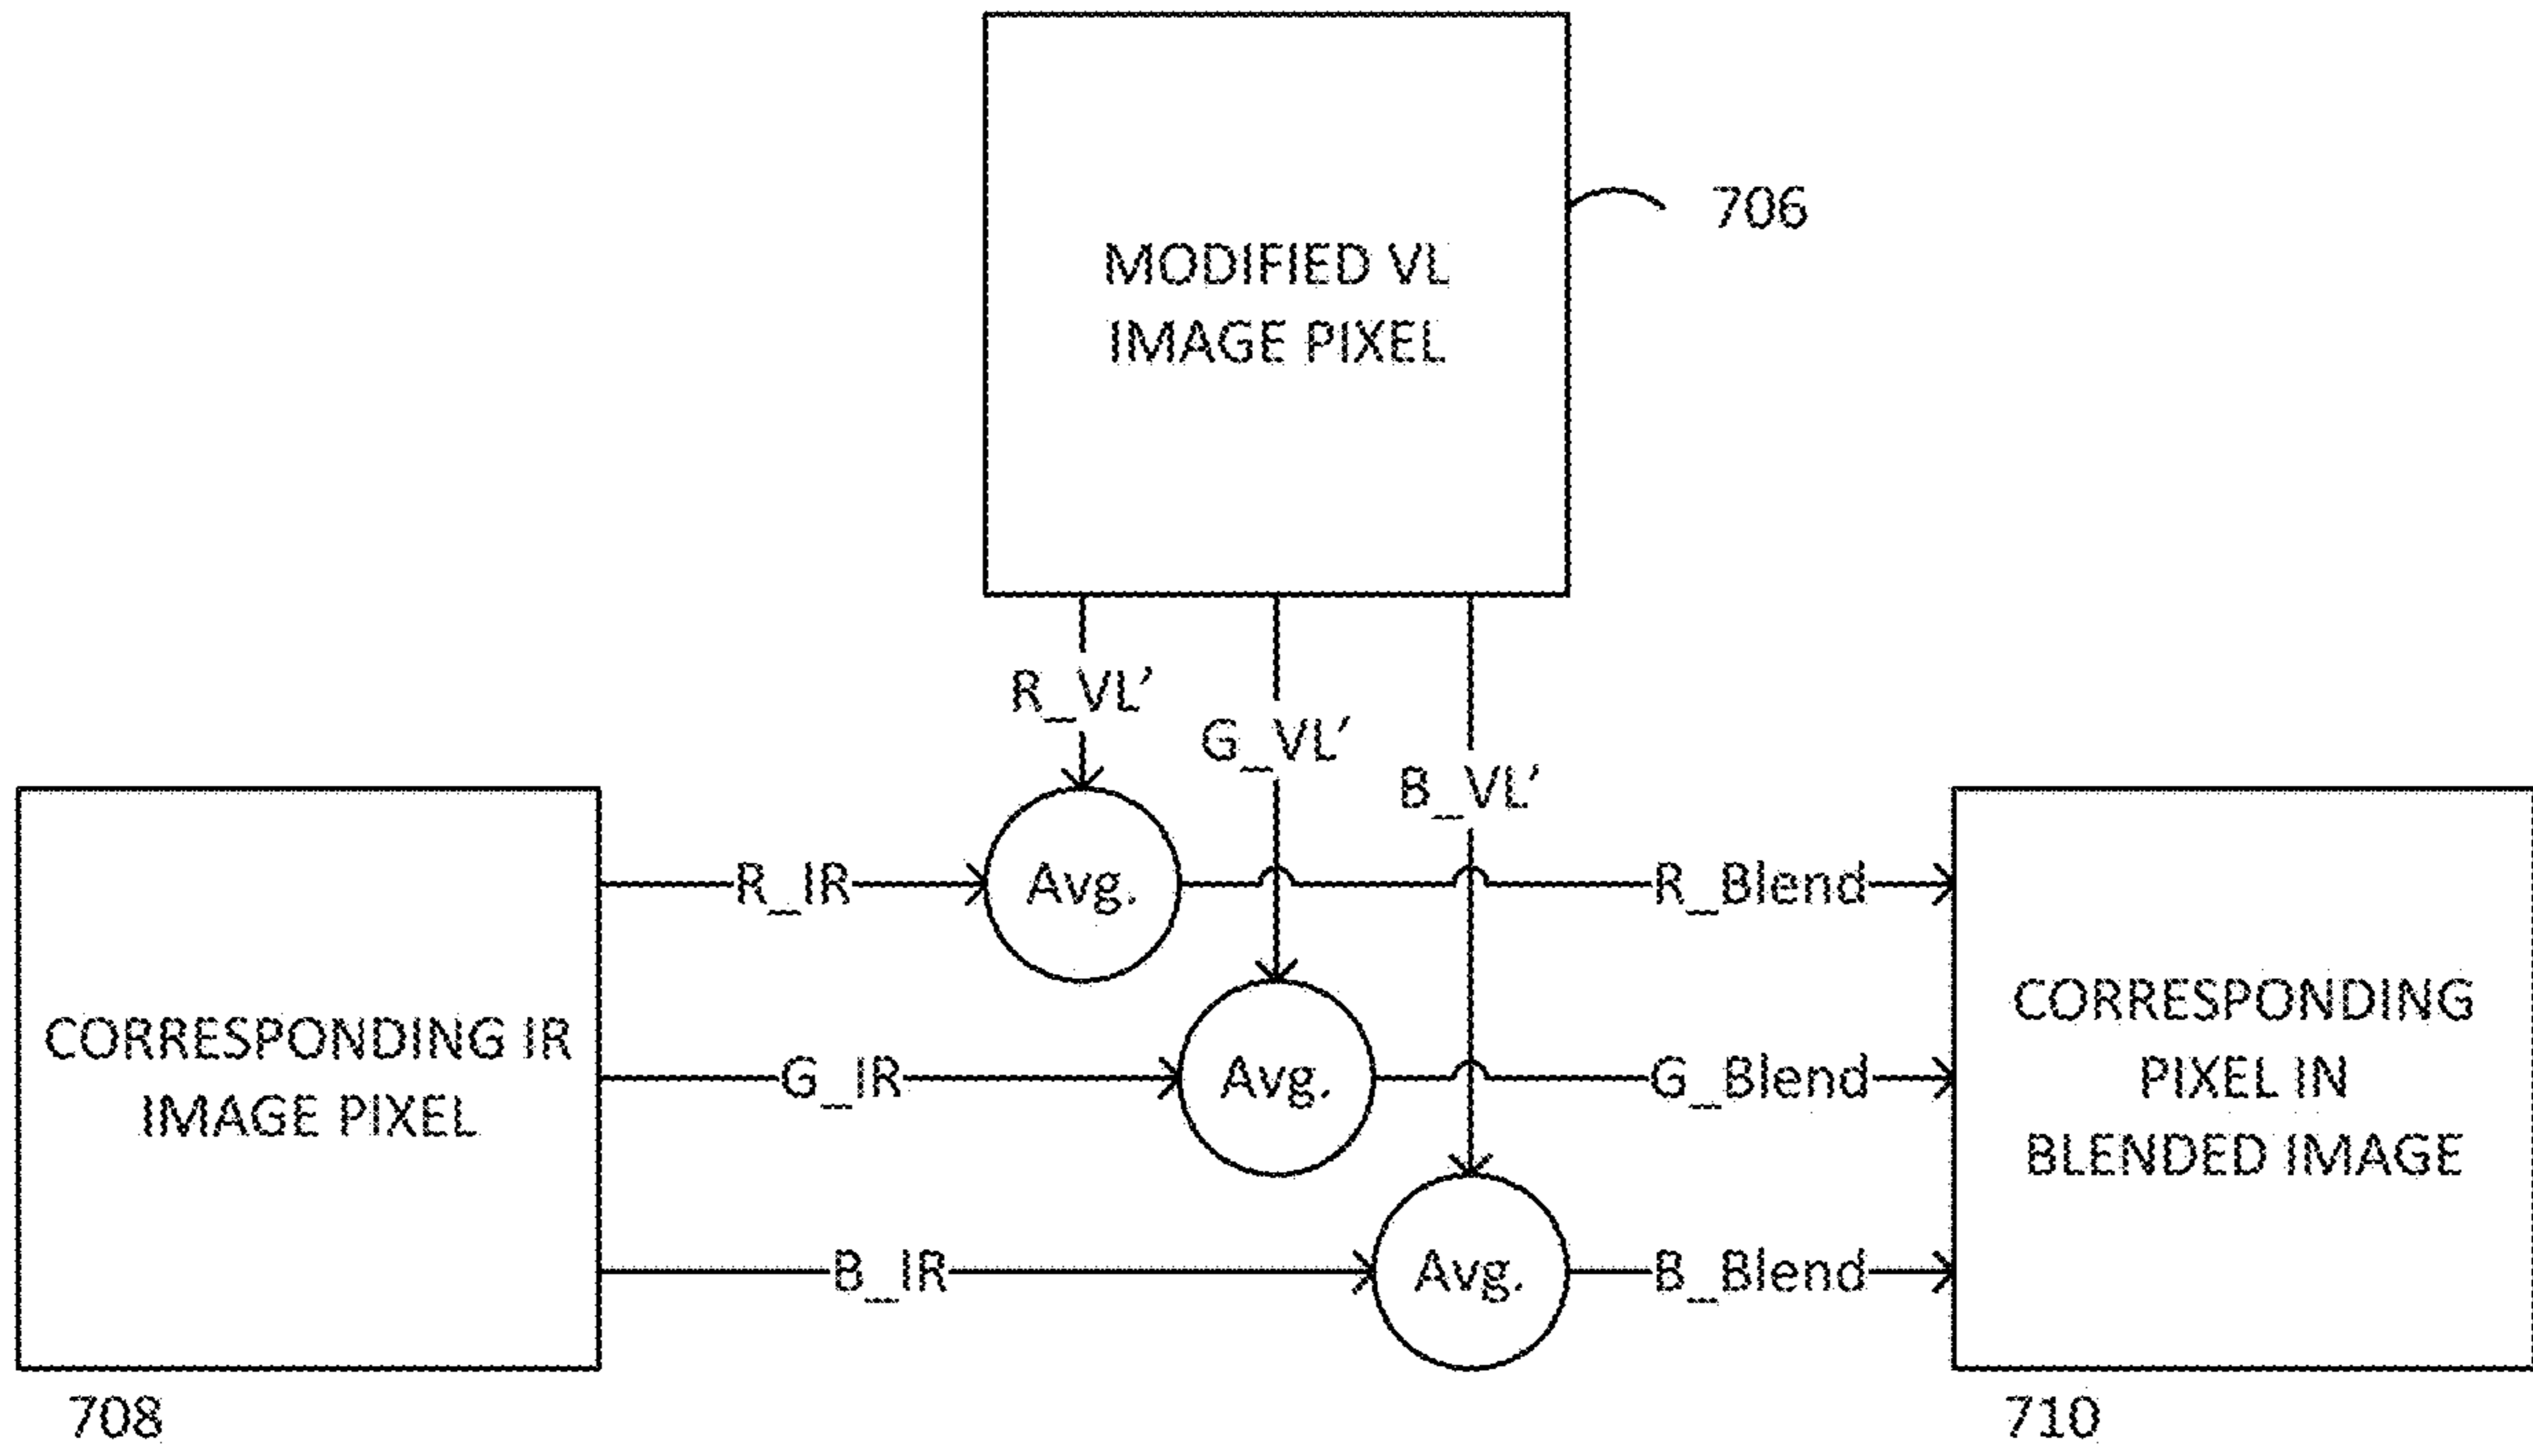 MODIFIED VL
IMAGE PIXEL
706
R_VL’
G_VL’
B_VL’
CORRESPONDING IR
IMAGE PIXEL
708
R_IR
Avg.
R_Blend
G_IR
Avg.
G_Blend
B_IR
Avg.
B_Blend
CORRESPONDING
PIXEL IN
BLENDED IMAGE
710